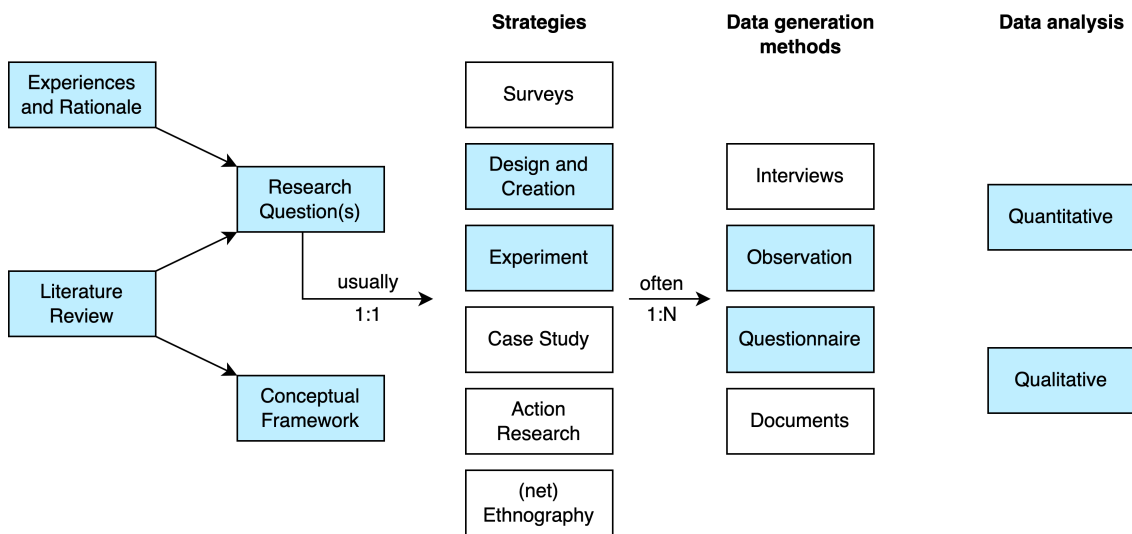 Strategies
Data generation
methods
Data analysis
Experiences
and Rationale
Research
Question(s)
Literature
Review
Conceptual
Framework
usually
1:1
Surveys
Design and
Creation
Experiment
Case Study
Action
Research
(net)
Ethnography
often
1:N
Interviews
Observation
Questionnaire
Documents
Quantitative
Qualitative